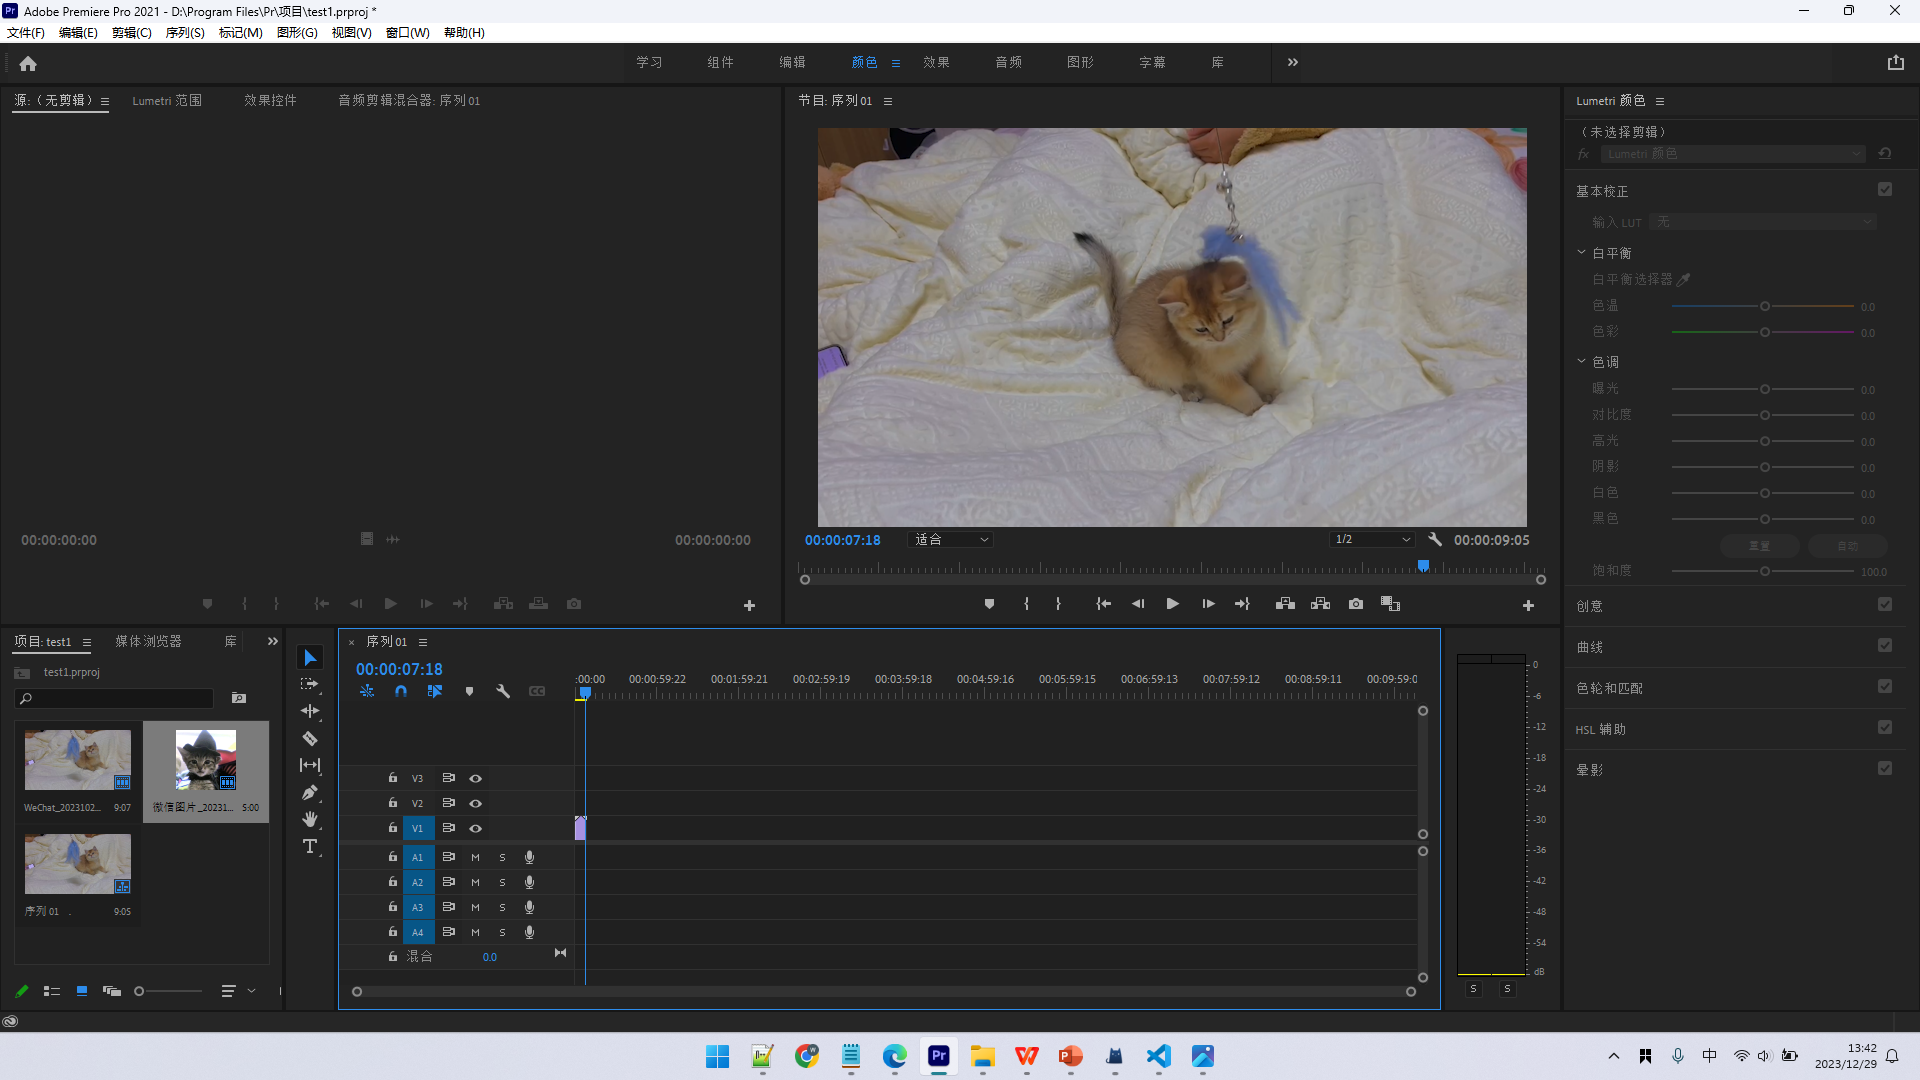 Adobe Premiere Pro 2021 - D:\Program Files\Pr\项目\test1.prproj *
文件(F) 编辑(E) 剪辑(C) 序列(S) 标记(M) 图形(G) 视图(V) 窗口(W) 帮助(H)
学习 组件 编辑 颜色 效果 音频 图形 字幕 库
源:（无剪辑） Lumetri 范围 效果控件 音频剪辑混合器: 序列 01
节目: 序列 01
Lumetri 颜色
（未选择剪辑）
fx Lumetri 颜色
基本校正
输入 LUT 无
白平衡
白平衡选择器
色温 0.0
色彩 0.0
色调
曝光 0.0
对比度 0.0
高光 0.0
阴影 0.0
白色 0.0
黑色 0.0
重置 自动
饱和度 100.0
创意
曲线
色轮和匹配
HSL 辅助
晕影
00:00:00:00 00:00:00:00
00:00:07:18 适合 1/2 00:00:09:05
项目: test1 媒体浏览器 库
test1.prproj
WeChat_2023102... 9:07
微信图片_20231... 5:00
序列 01 9:05
序列 01
00:00:07:18
:00:00 00:00:59:22 00:01:59:21 00:02:59:19 00:03:59:18 00:04:59:16 00:05:59:15 00:06:59:13 00:07:59:12 00:08:59:11 00:09:59:0
V3
V2
V1
A1 M S
A2 M S
A3 M S
A4 M S
混合 0.0
0
-6
-12
-18
-24
-30
-36
-42
-48
-54
dB
S S
中
13:42
2023/12/29